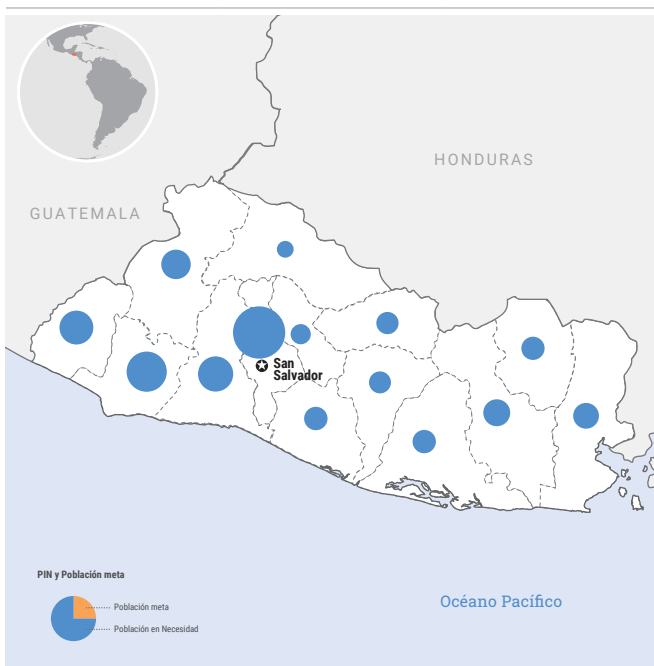 HONDURAS
GUATEMALA
San
Salvador
PIN y Población meta
Población meta
Población en Necesidad
Océano Pacífico